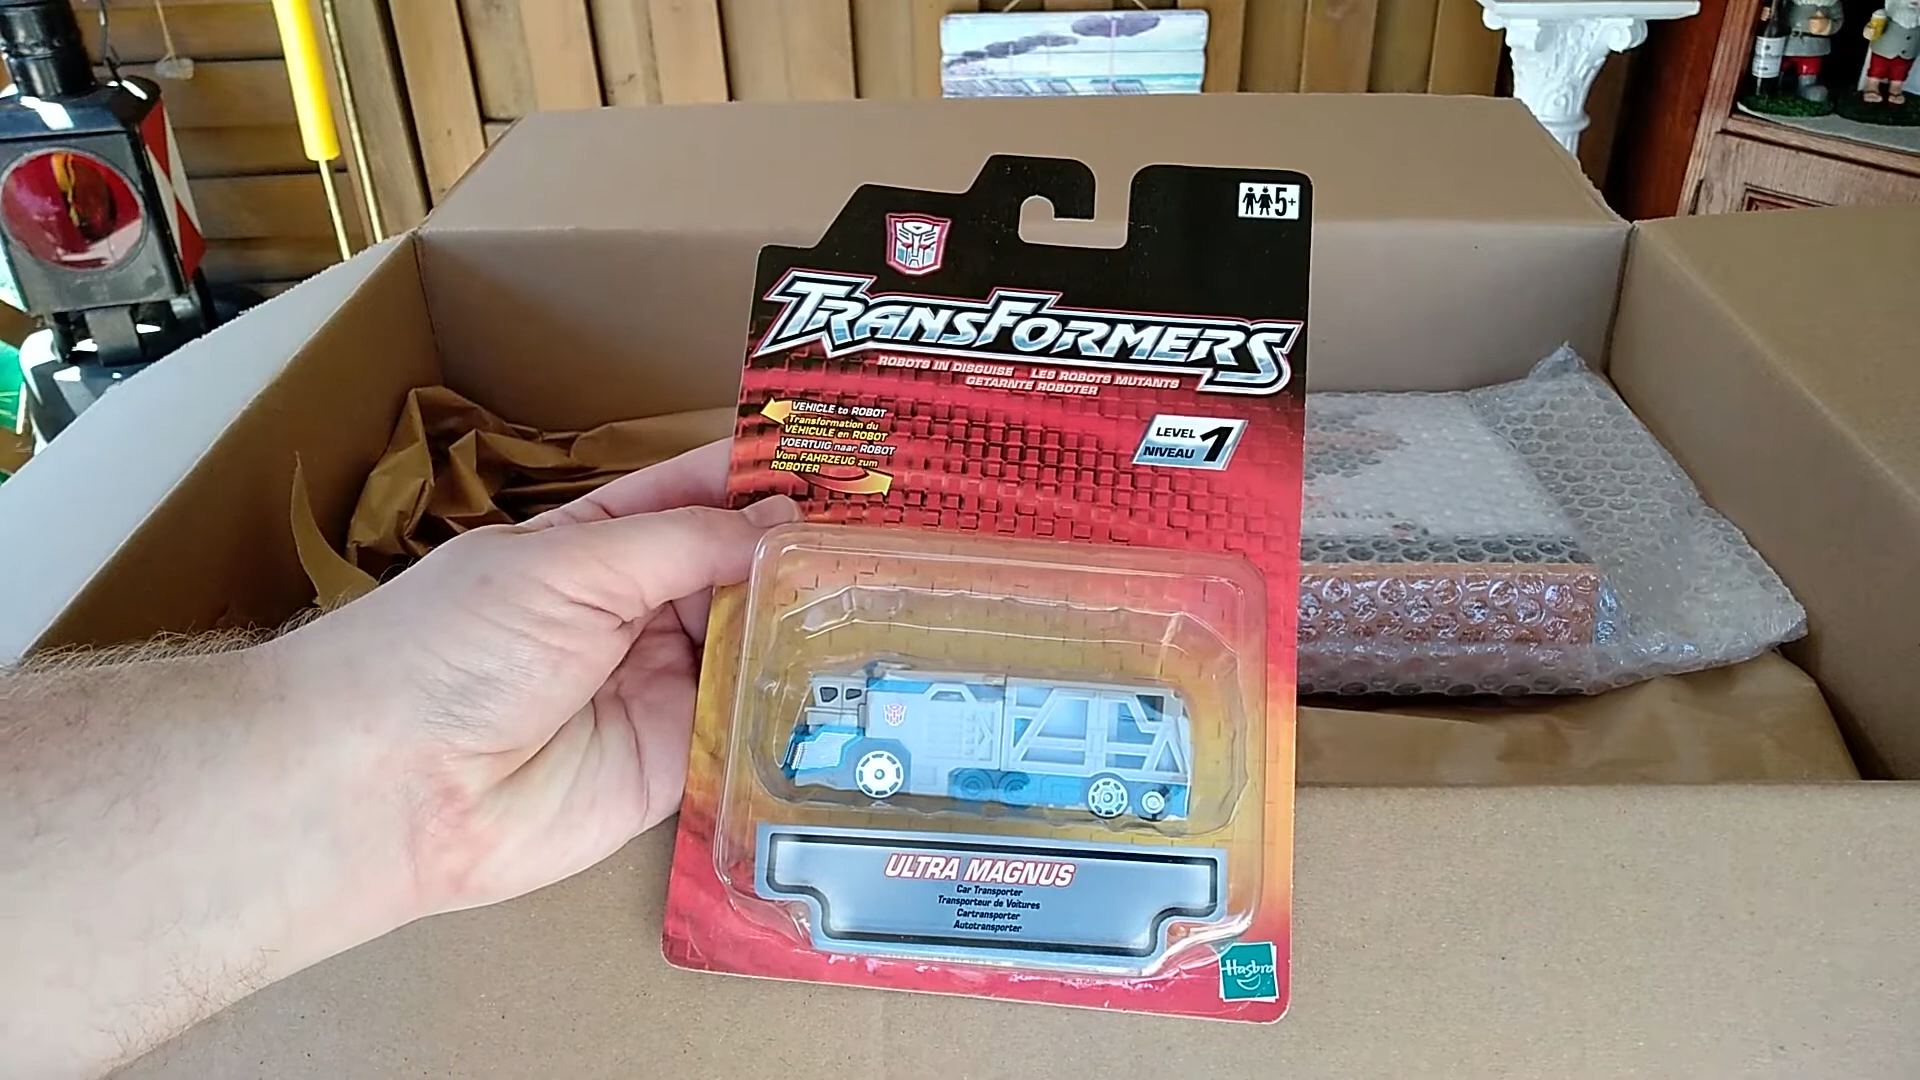 5+
TRANSFORMERS
ROBOTS IN DISGUISE LES ROBOTS MUTANTS
GETARNTE ROBOTER
VEHICLE to ROBOT
Transformation du
VÉHICULE en ROBOT
VOERTUIG naar ROBOT
Vom FAHRZEUG zum
ROBOTER
LEVEL
NIVEAU 1
ULTRA MAGNUS
Car Transporter
Transporteur de Voitures
Cartransporter
Autotransporter
Hasbro